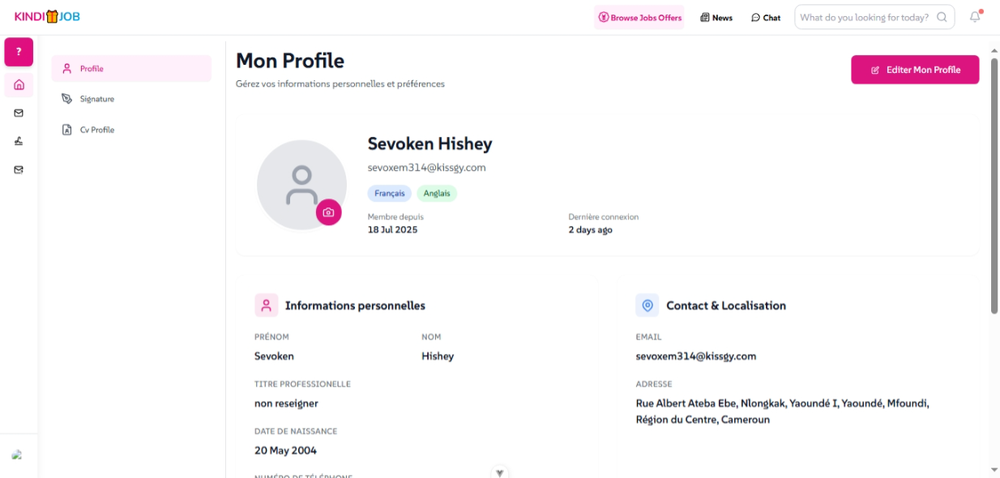 KINDI JOB
Browse Jobs Offers
News
Chat
What do you looking for today?
?
Profile
Signature
Cv Profile
Mon Profile
Gérez vos informations personnelles et préférences
Editer Mon Profile
Sevoken Hishey
sevoxem314@kissgy.com
Français Anglais
Membre depuis
18 Jul 2025
Dernière connexion
2 days ago
Informations personnelles
PRÉNOM NOM
Sevoken Hishey
TITRE PROFESSIONELLE
non reseigner
DATE DE NAISSANCE
20 May 2004
NUMÉRO DE TÉLÉPHONE
Contact & Localisation
EMAIL
sevoxem314@kissgy.com
ADRESSE
Rue Albert Ateba Ebe, Nlongkak, Yaoundé I, Yaoundé, Mfoundi,
Région du Centre, Cameroun